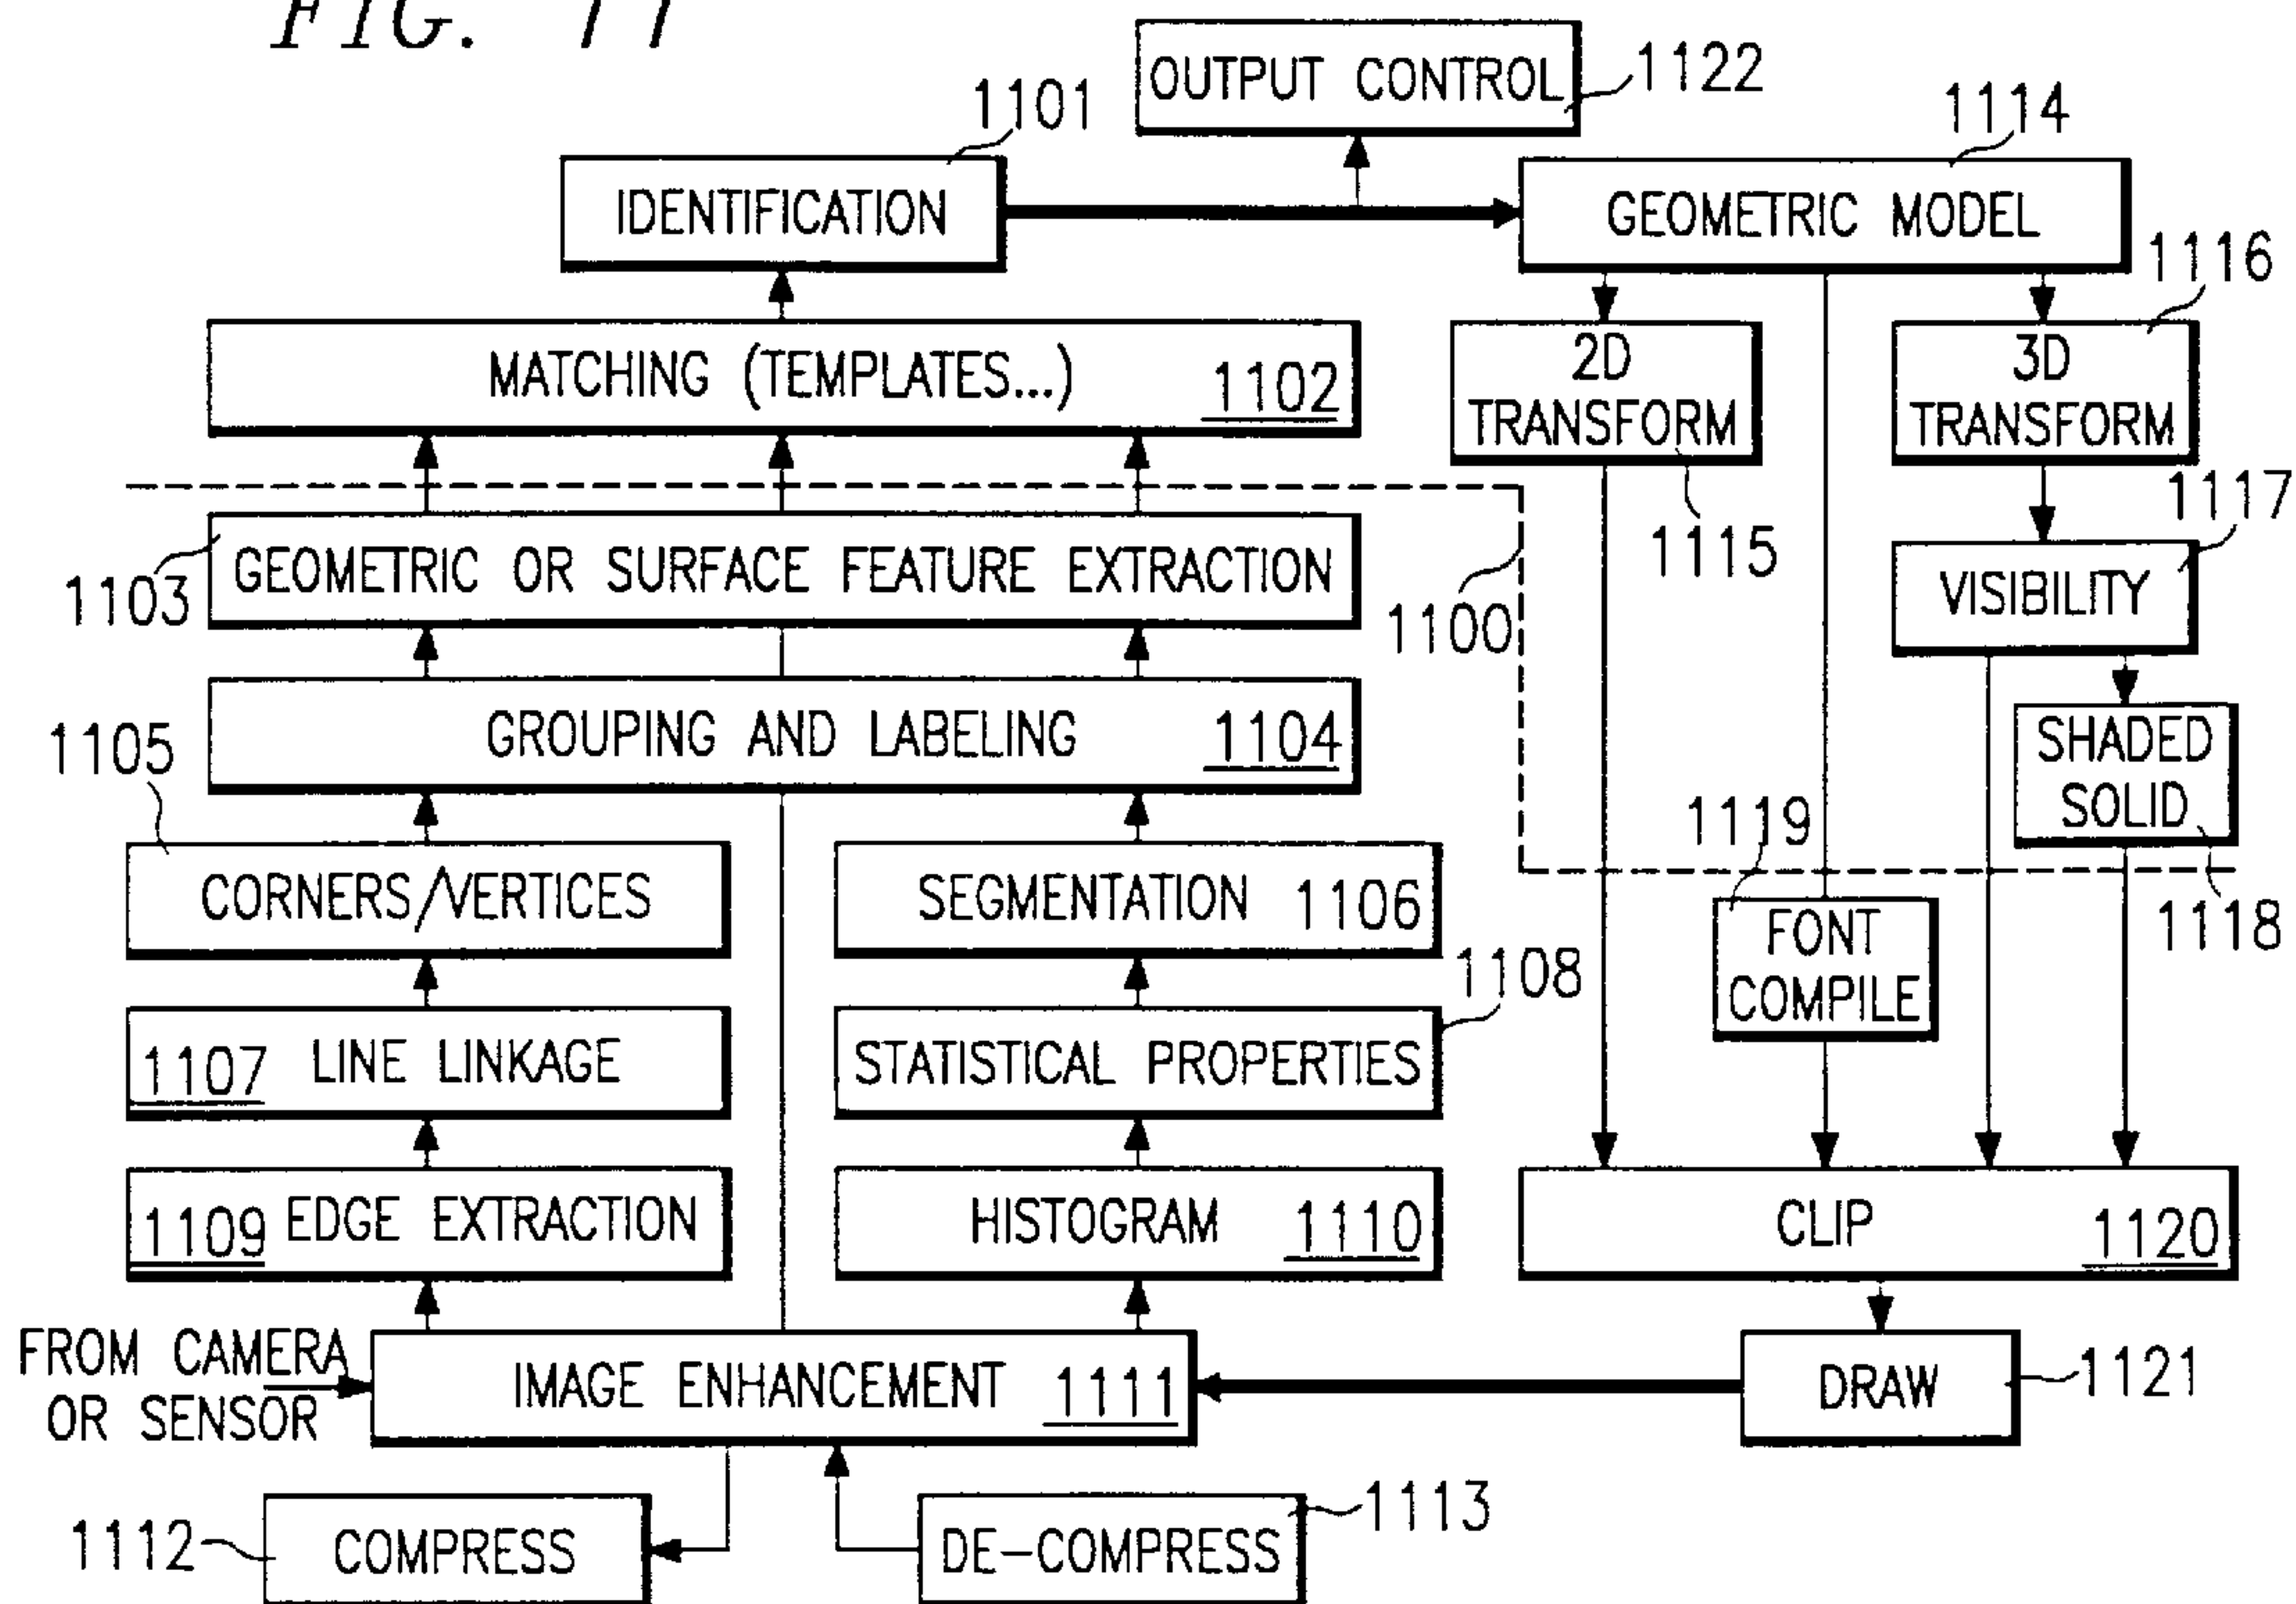 FIG. 11
OUTPUT CONTROL
1122
1101
1114
IDENTIFICATION
GEOMETRIC MODEL
1116
MATCHING (TEMPLATES...) 1102
2D
TRANSFORM
3D
TRANSFORM
1115
1117
1103
GEOMETRIC OR SURFACE FEATURE EXTRACTION
1100
VISIBILITY
GROUPING AND LABELING 1104
SHADED
SOLID
1105
1119
1118
CORNERS/VERTICES
SEGMENTATION 1106
FONT
COMPILE
1108
1107 LINE LINKAGE
STATISTICAL PROPERTIES
1109 EDGE EXTRACTION
HISTOGRAM 1110
CLIP 1120
FROM CAMERA
OR SENSOR
IMAGE ENHANCEMENT 1111
DRAW
1121
1112
COMPRESS
DE-COMPRESS
1113